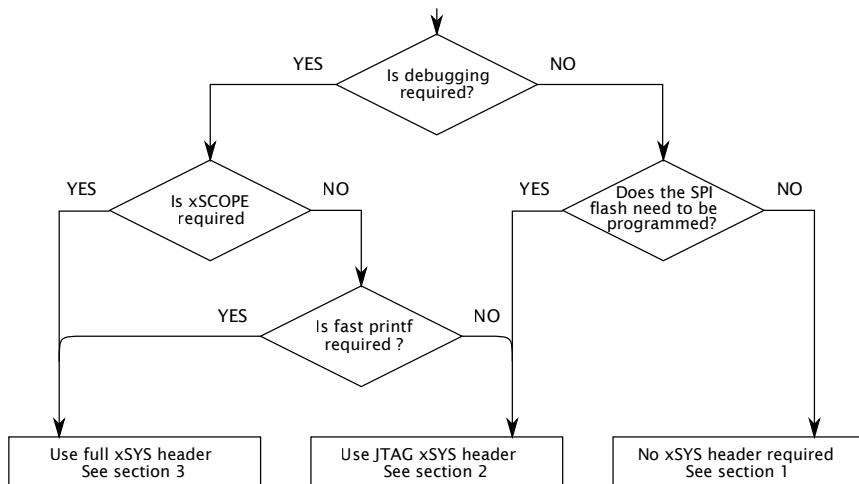 YES
NO
Is debugging
required?
YES
NO
Is xSCOPE
required
YES
NO
Does the SPI
flash need to be
programmed?
YES
NO
Is fast printf
required ?
Use full xSYS header
See section 3
Use JTAG xSYS header
See section 2
No xSYS header required
See section 1